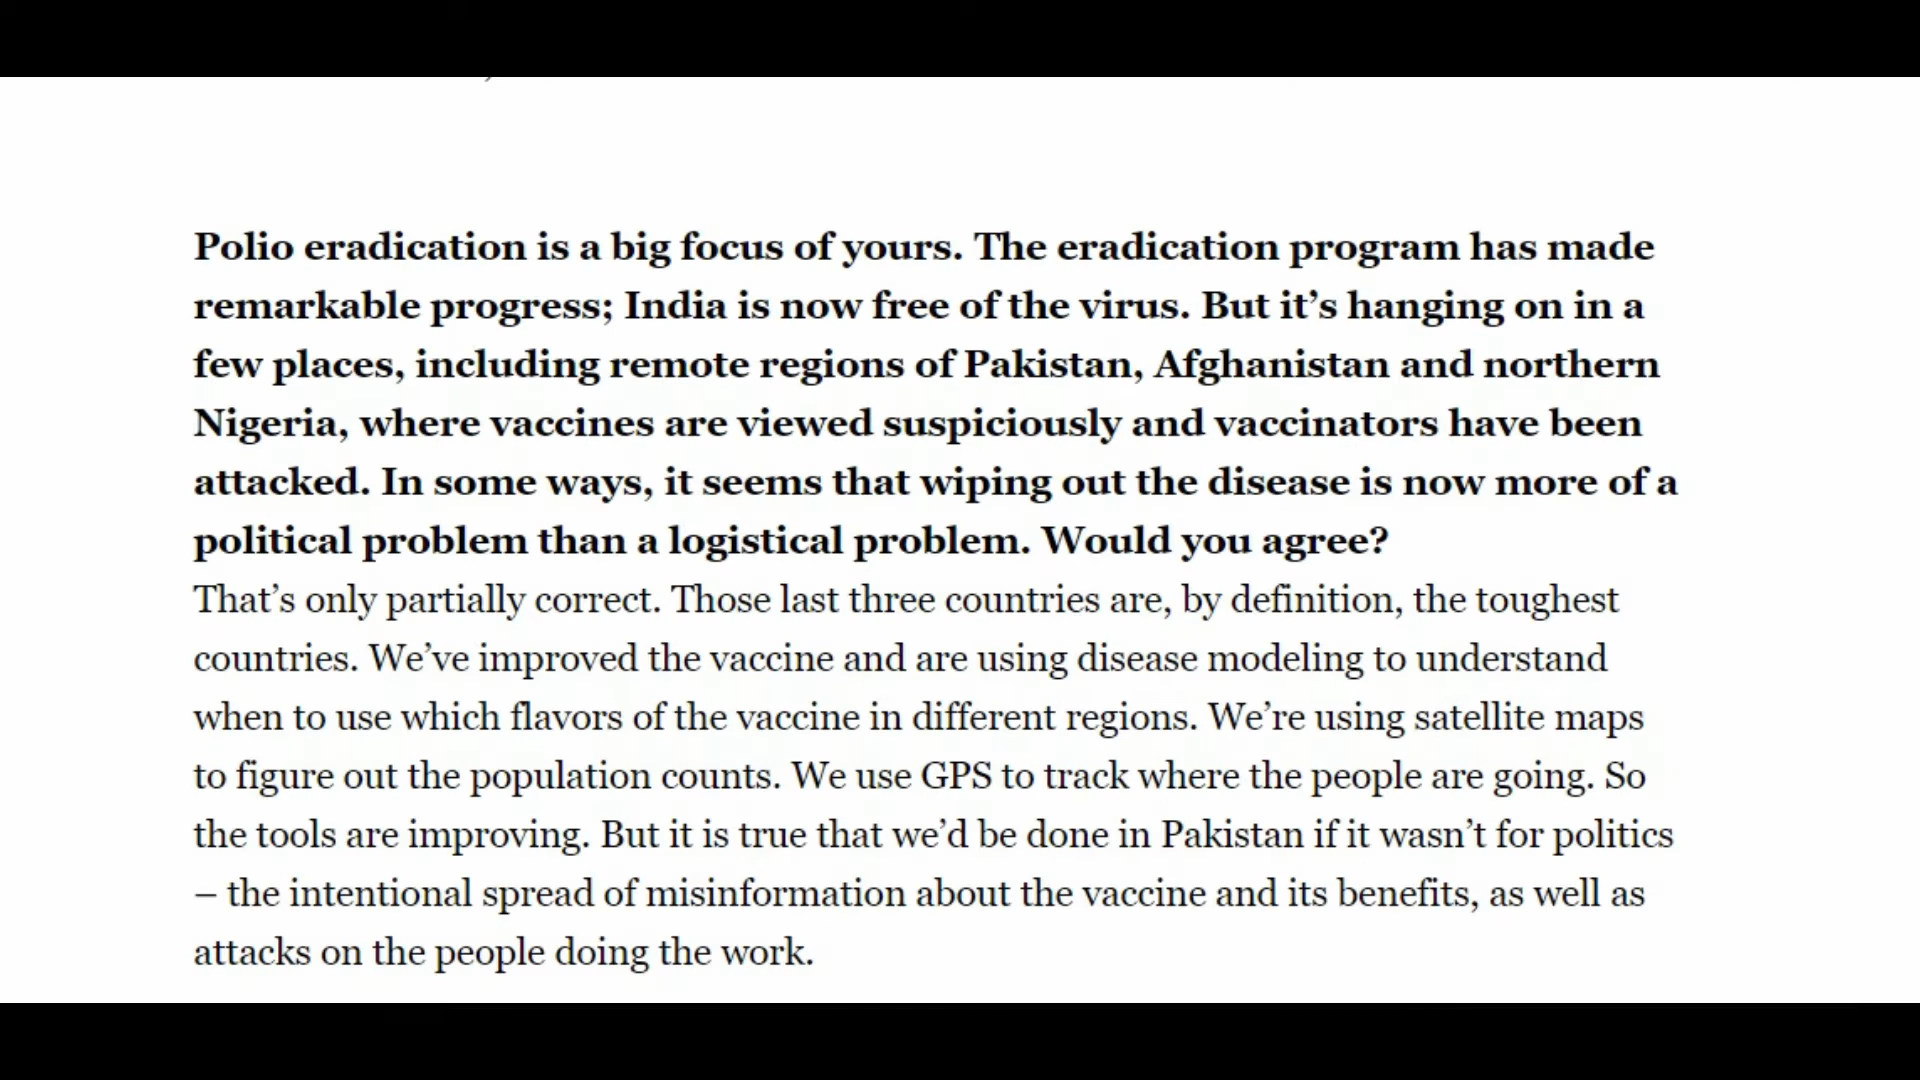 Polio eradication is a big focus of yours. The eradication program has made
remarkable progress; India is now free of the virus. But it’s hanging on in a
few places, including remote regions of Pakistan, Afghanistan and northern
Nigeria, where vaccines are viewed suspiciously and vaccinators have been
attacked. In some ways, it seems that wiping out the disease is now more of a
political problem than a logistical problem. Would you agree?
That’s only partially correct. Those last three countries are, by definition, the toughest
countries. We’ve improved the vaccine and are using disease modeling to understand
when to use which flavors of the vaccine in different regions. We’re using satellite maps
to figure out the population counts. We use GPS to track where the people are going. So
the tools are improving. But it is true that we’d be done in Pakistan if it wasn’t for politics
– the intentional spread of misinformation about the vaccine and its benefits, as well as
attacks on the people doing the work.